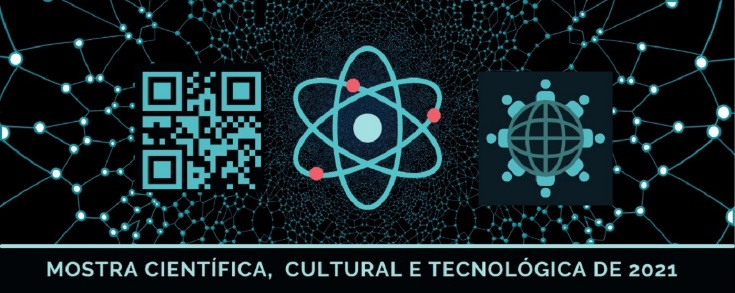 MOSTRA CIENTÍFICA, CULTURAL E TECNOLÓGICA DE 2021